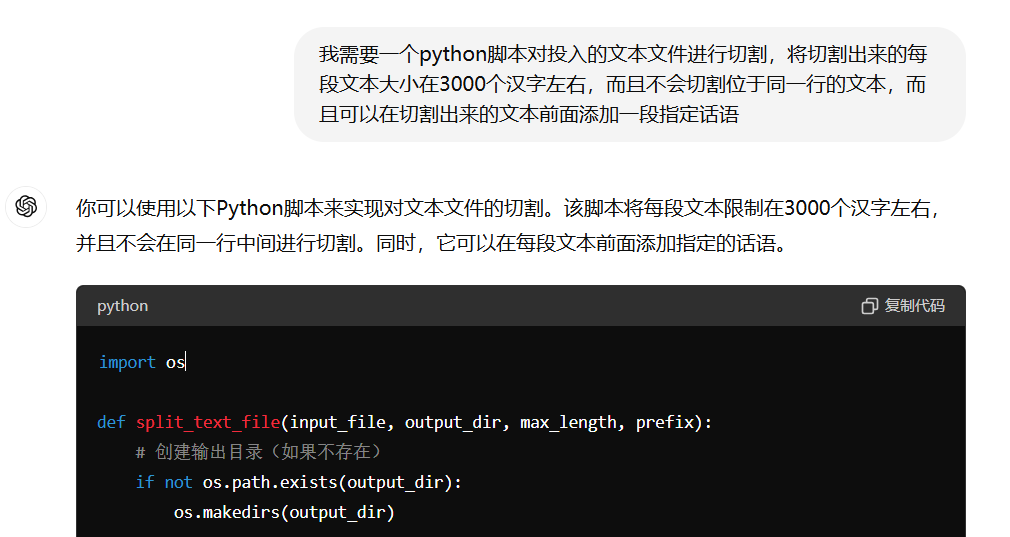 我需要一个python脚本对投入的文本文件进行切割，将切割出来的每
段文本大小在3000个汉字左右，而且不会切割位于同一行的文本，而
且可以在切割出来的文本前面添加一段指定话语
你可以使用以下Python脚本来实现对文本文件的切割。该脚本将每段文本限制在3000个汉字左右，
并且不会在同一行中间进行切割。同时，它可以在每段文本前面添加指定的话语。
python
复制代码
import os
def split_text_file(input_file, output_dir, max_length, prefix):
    # 创建输出目录（如果不存在）
    if not os.path.exists(output_dir):
        os.makedirs(output_dir)